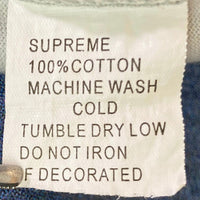 SUPREME
100%COTTON
MACHINE WASH
COLD
TUMBLE DRY LOW
DO NOT IRON
F DECORATED